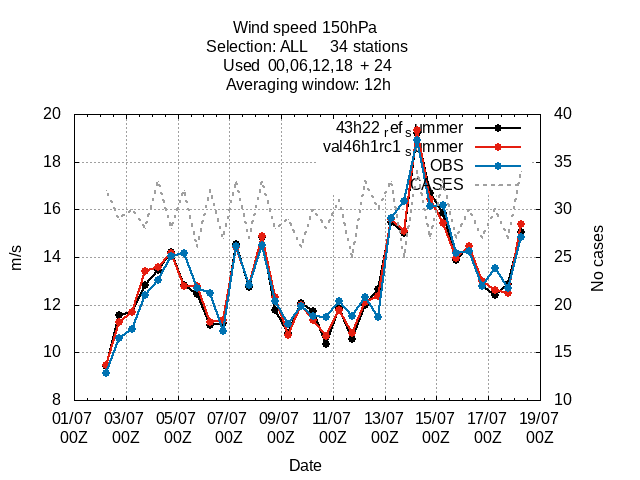 Wind speed 150hPa
Selection: ALL 34 stations
Used 00,06,12,18 + 24
Averaging window: 12h
43h22ref summer
val46h1rc1 summer
OBS
CASES
20
18
16
14
12
10
8
40
35
30
25
20
15
10
m/s
No cases
01/07 03/07 05/07 07/07 09/07 11/07 13/07 15/07 17/07 19/07
00Z 00Z 00Z 00Z 00Z 00Z 00Z 00Z 00Z 00Z
Date